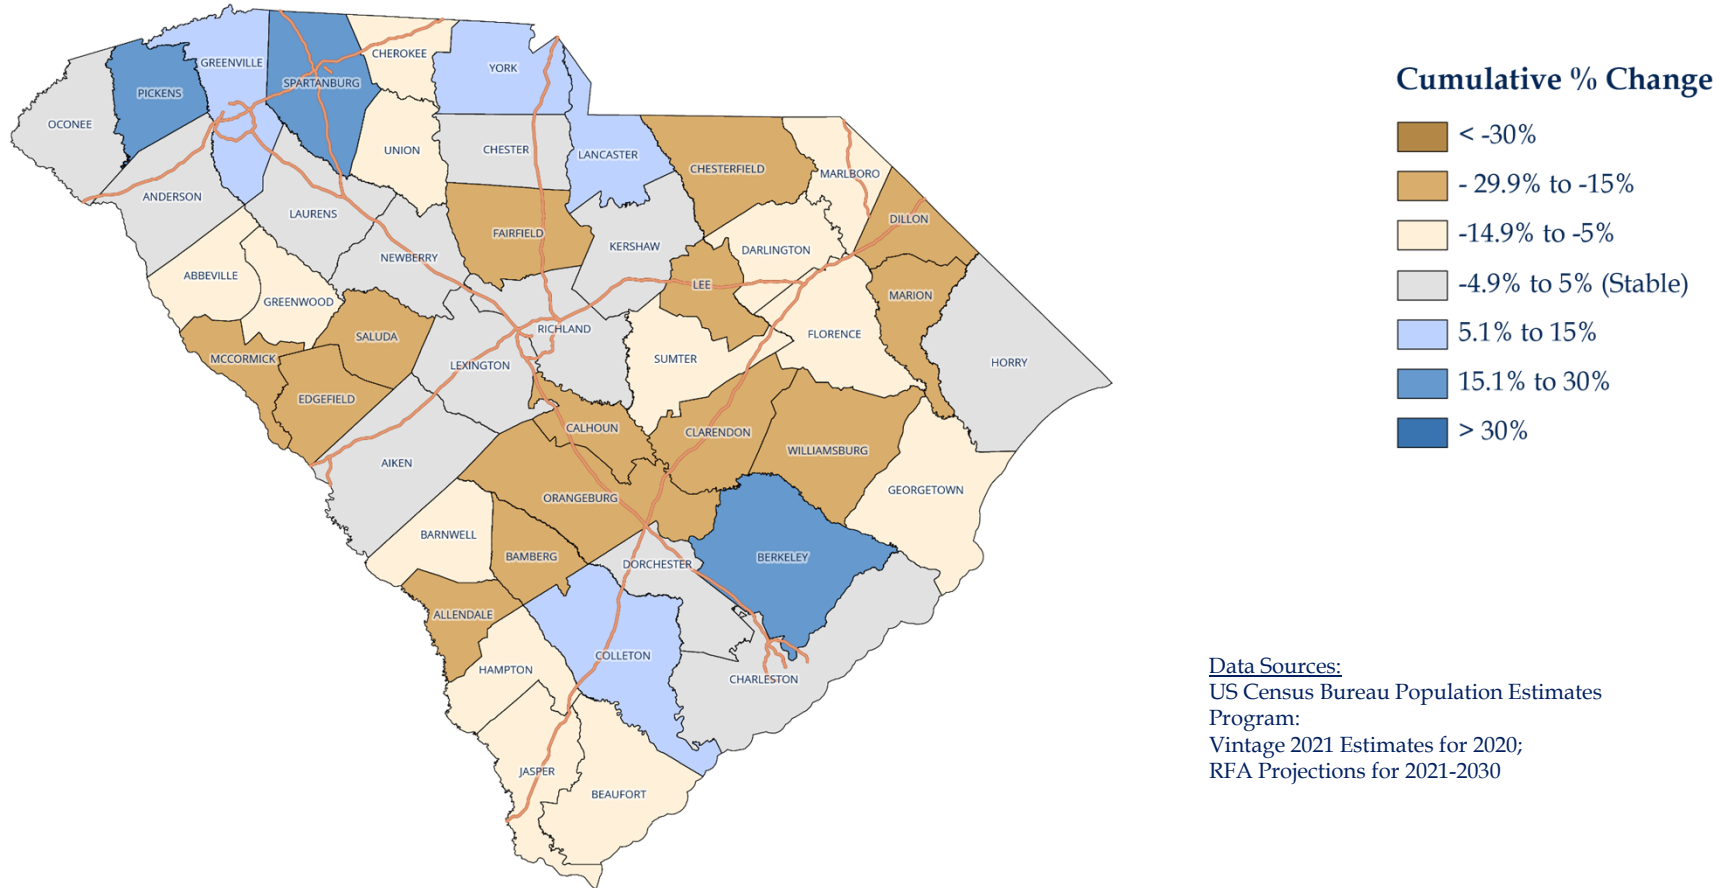 Cumulative % Change
< -30%
- 29.9% to -15%
-14.9% to -5%
-4.9% to 5% (Stable)
5.1% to 15%
15.1% to 30%
> 30%
CHEROKEE
GREENVILLE
YORK
SPARTANBURG
PICKENS
OCONEE
UNION
CHESTER
LANCASTER
CHESTERFIELD
MARLBORO
ANDERSON
LAURENS
DILLON
FAIRFIELD
KERSHAW
DARLINGTON
NEWBERRY
ABBEVILLE
LEE
MARION
GREENWOOD
RICHLAND
FLORENCE
SALUDA
MCCORMICK
SUMTER
HORRY
LEXINGTON
EDGEFIELD
CALHOUN
CLARENDON
WILLIAMSBURG
AIKEN
GEORGETOWN
ORANGEBURG
BARNWELL
BAMBERG
BERKELEY
DORCHESTER
ALLENDALE
COLLETON
HAMPTON
CHARLESTON
JASPER
BEAUFORT
Data Sources:
US Census Bureau Population Estimates
Program:
Vintage 2021 Estimates for 2020;
RFA Projections for 2021-2030